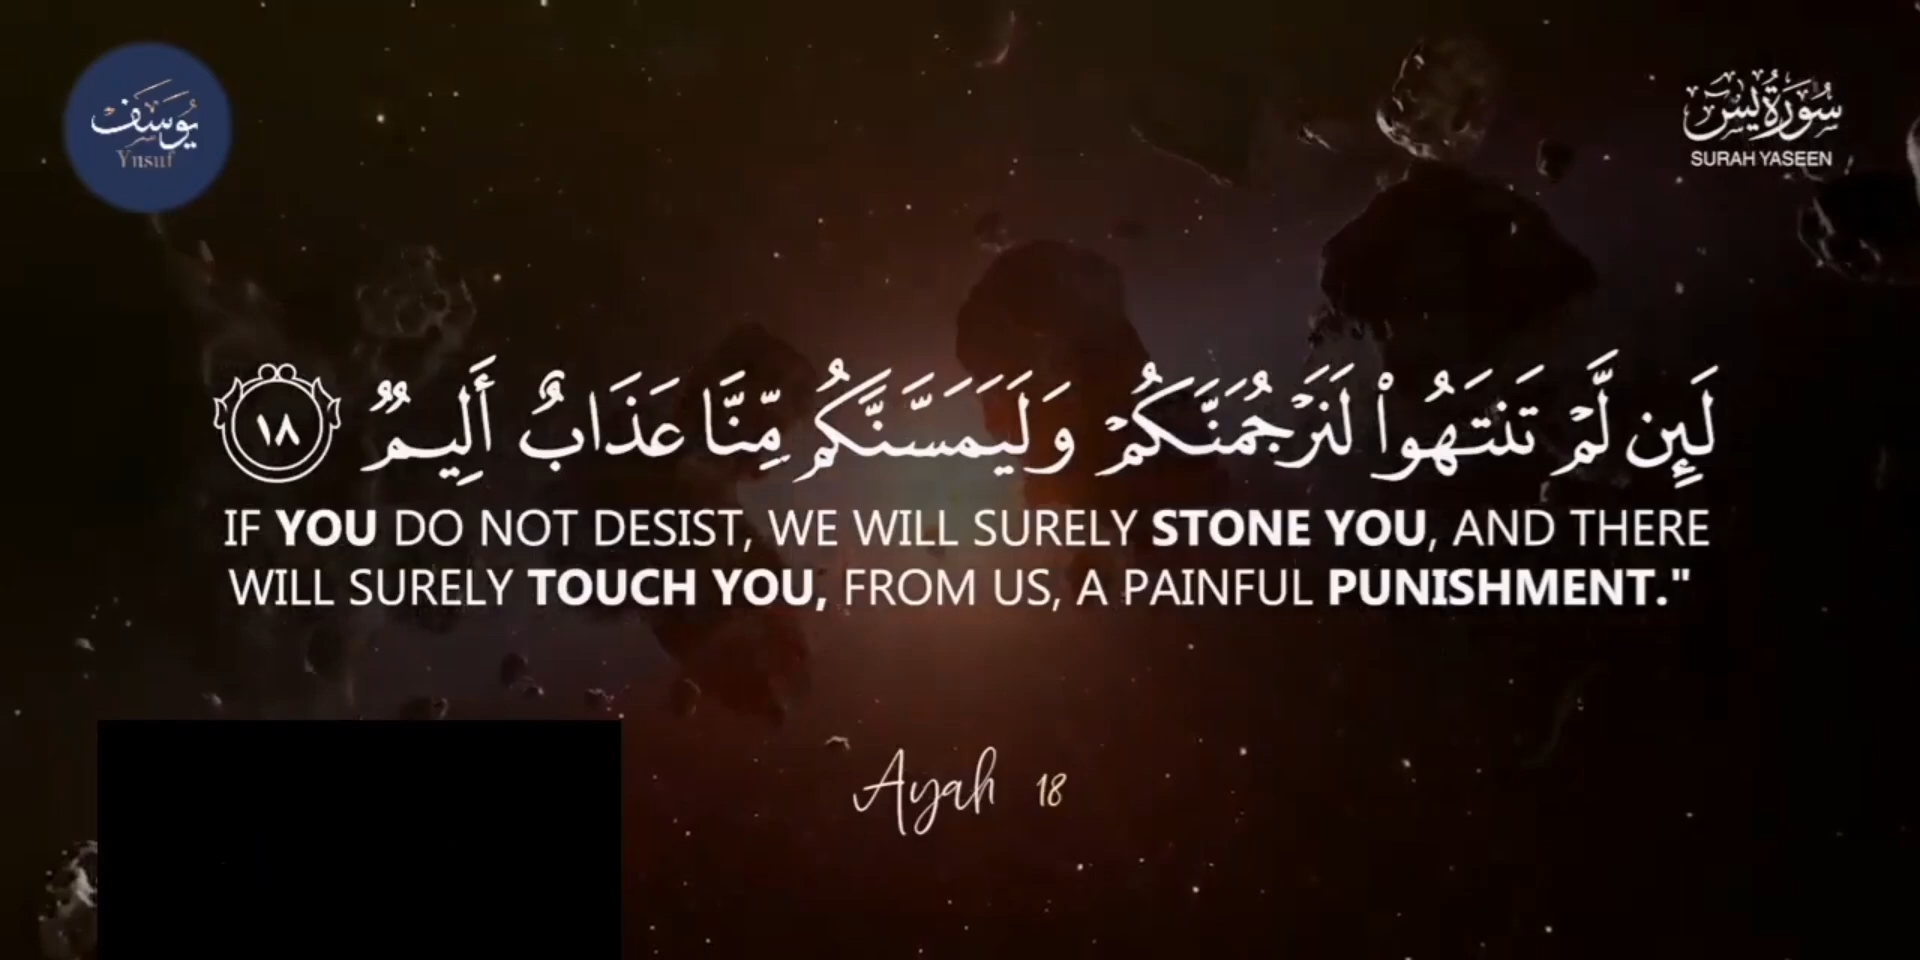 يُوسَف
Yusuf
سُورَةُ يٰسٓ
SURAH YASEEN
لَئِن لَّمْ تَنتَهُوا۟ لَنَرْجُمَنَّكُمْ وَلَيَمَسَّنَّكُم مِّنَّا عَذَابٌ أَلِيمٌ ١٨
IF YOU DO NOT DESIST, WE WILL SURELY STONE YOU, AND THERE
WILL SURELY TOUCH YOU, FROM US, A PAINFUL PUNISHMENT."
Ayah 18